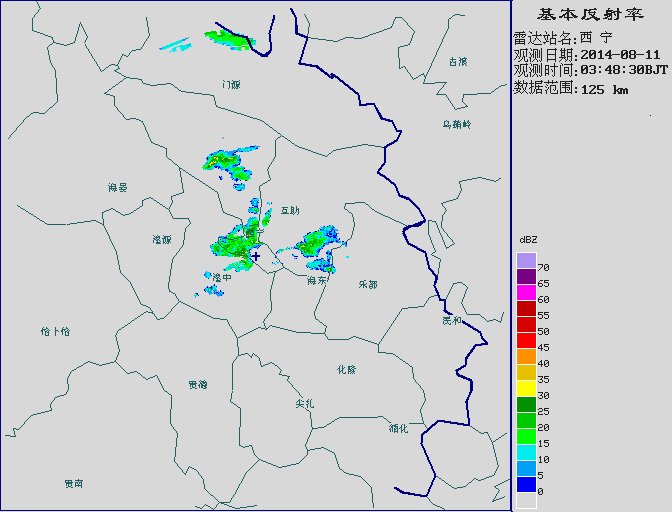 基本反射率
雷达站名:西 宁
观测日期:2014-08-11
观测时间:03:48:30BJT
数据范围:125 km
古浪
门源
乌鞘岭
海晏
互助
湟源
湟中
海东
乐都
恰卜恰
民和
化隆
贵德
尖扎
循化
贵南
dBZ
70
65
60
55
50
45
40
35
30
25
20
15
10
5
0